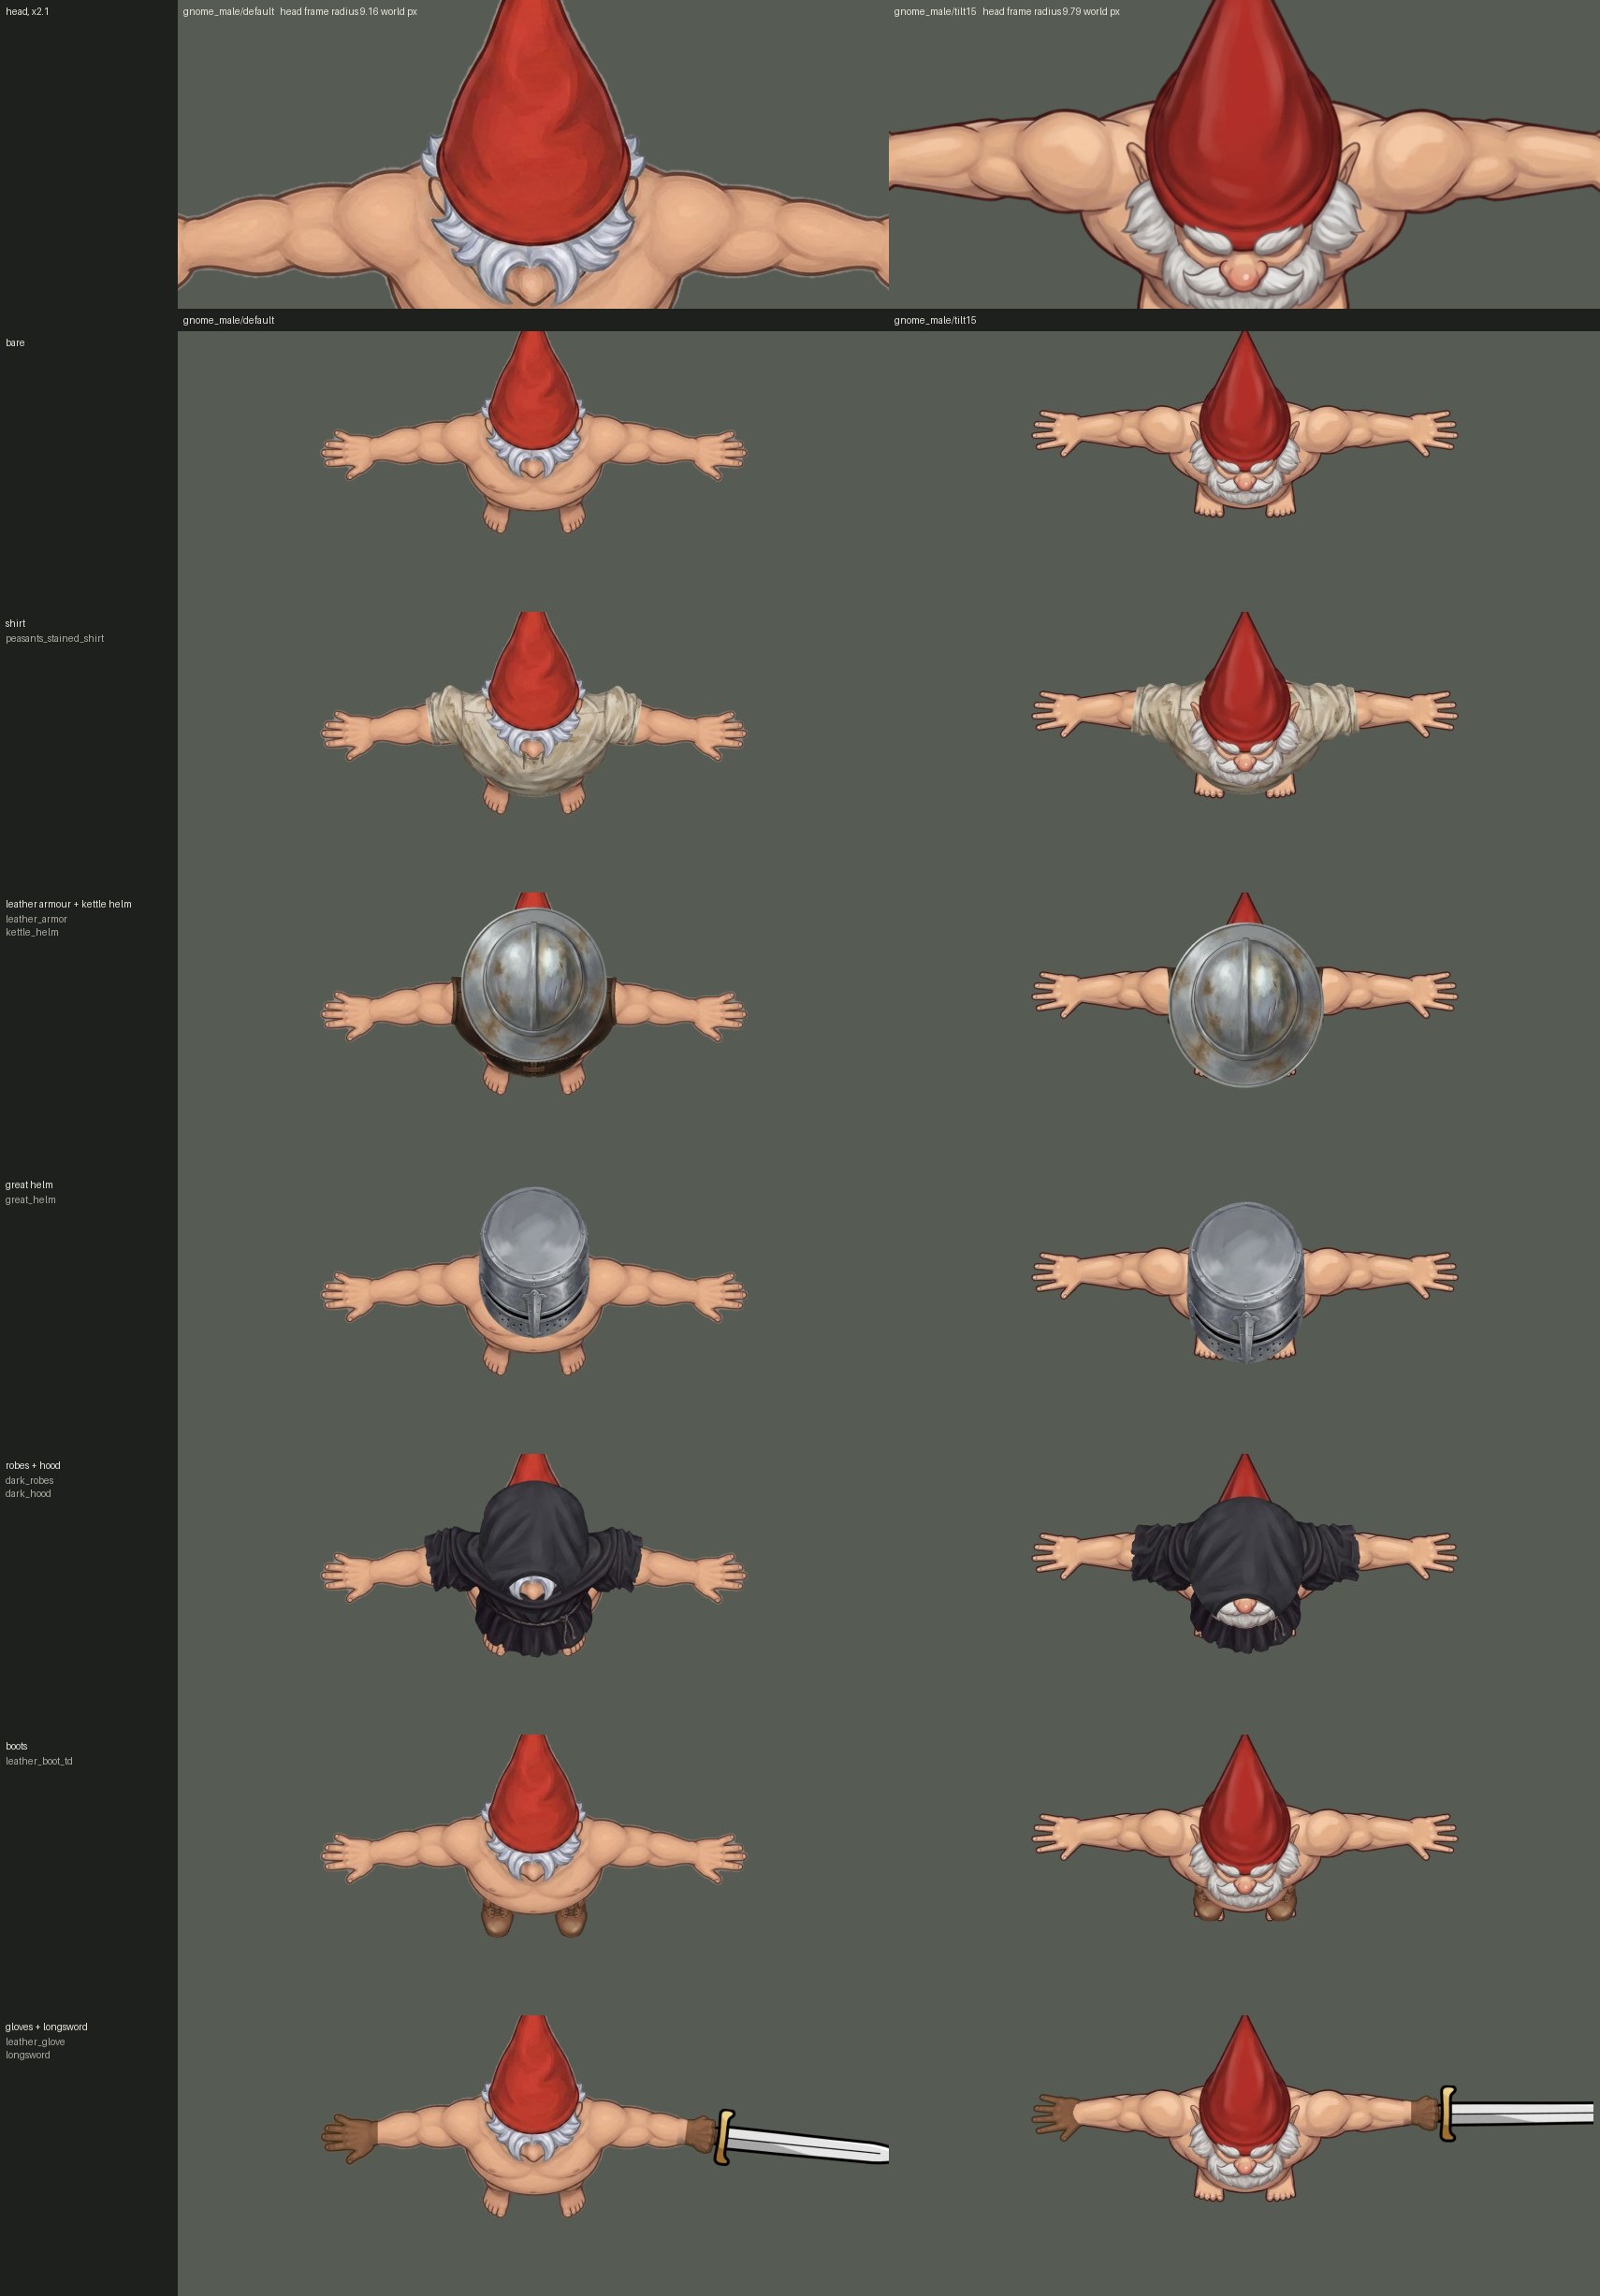 head, x2.1
gnome_male/default head frame radius 9.16 world px
gnome_male/tilt15 head frame radius 9.79 world px
gnome_male/default
gnome_male/tilt15
bare
shirt
peasants_stained_shirt
leather armour + kettle helm
leather_armor
kettle_helm
great helm
great_helm
robes + hood
dark_robes
dark_hood
boots
leather_boot_td
gloves + longsword
leather_glove
longsword